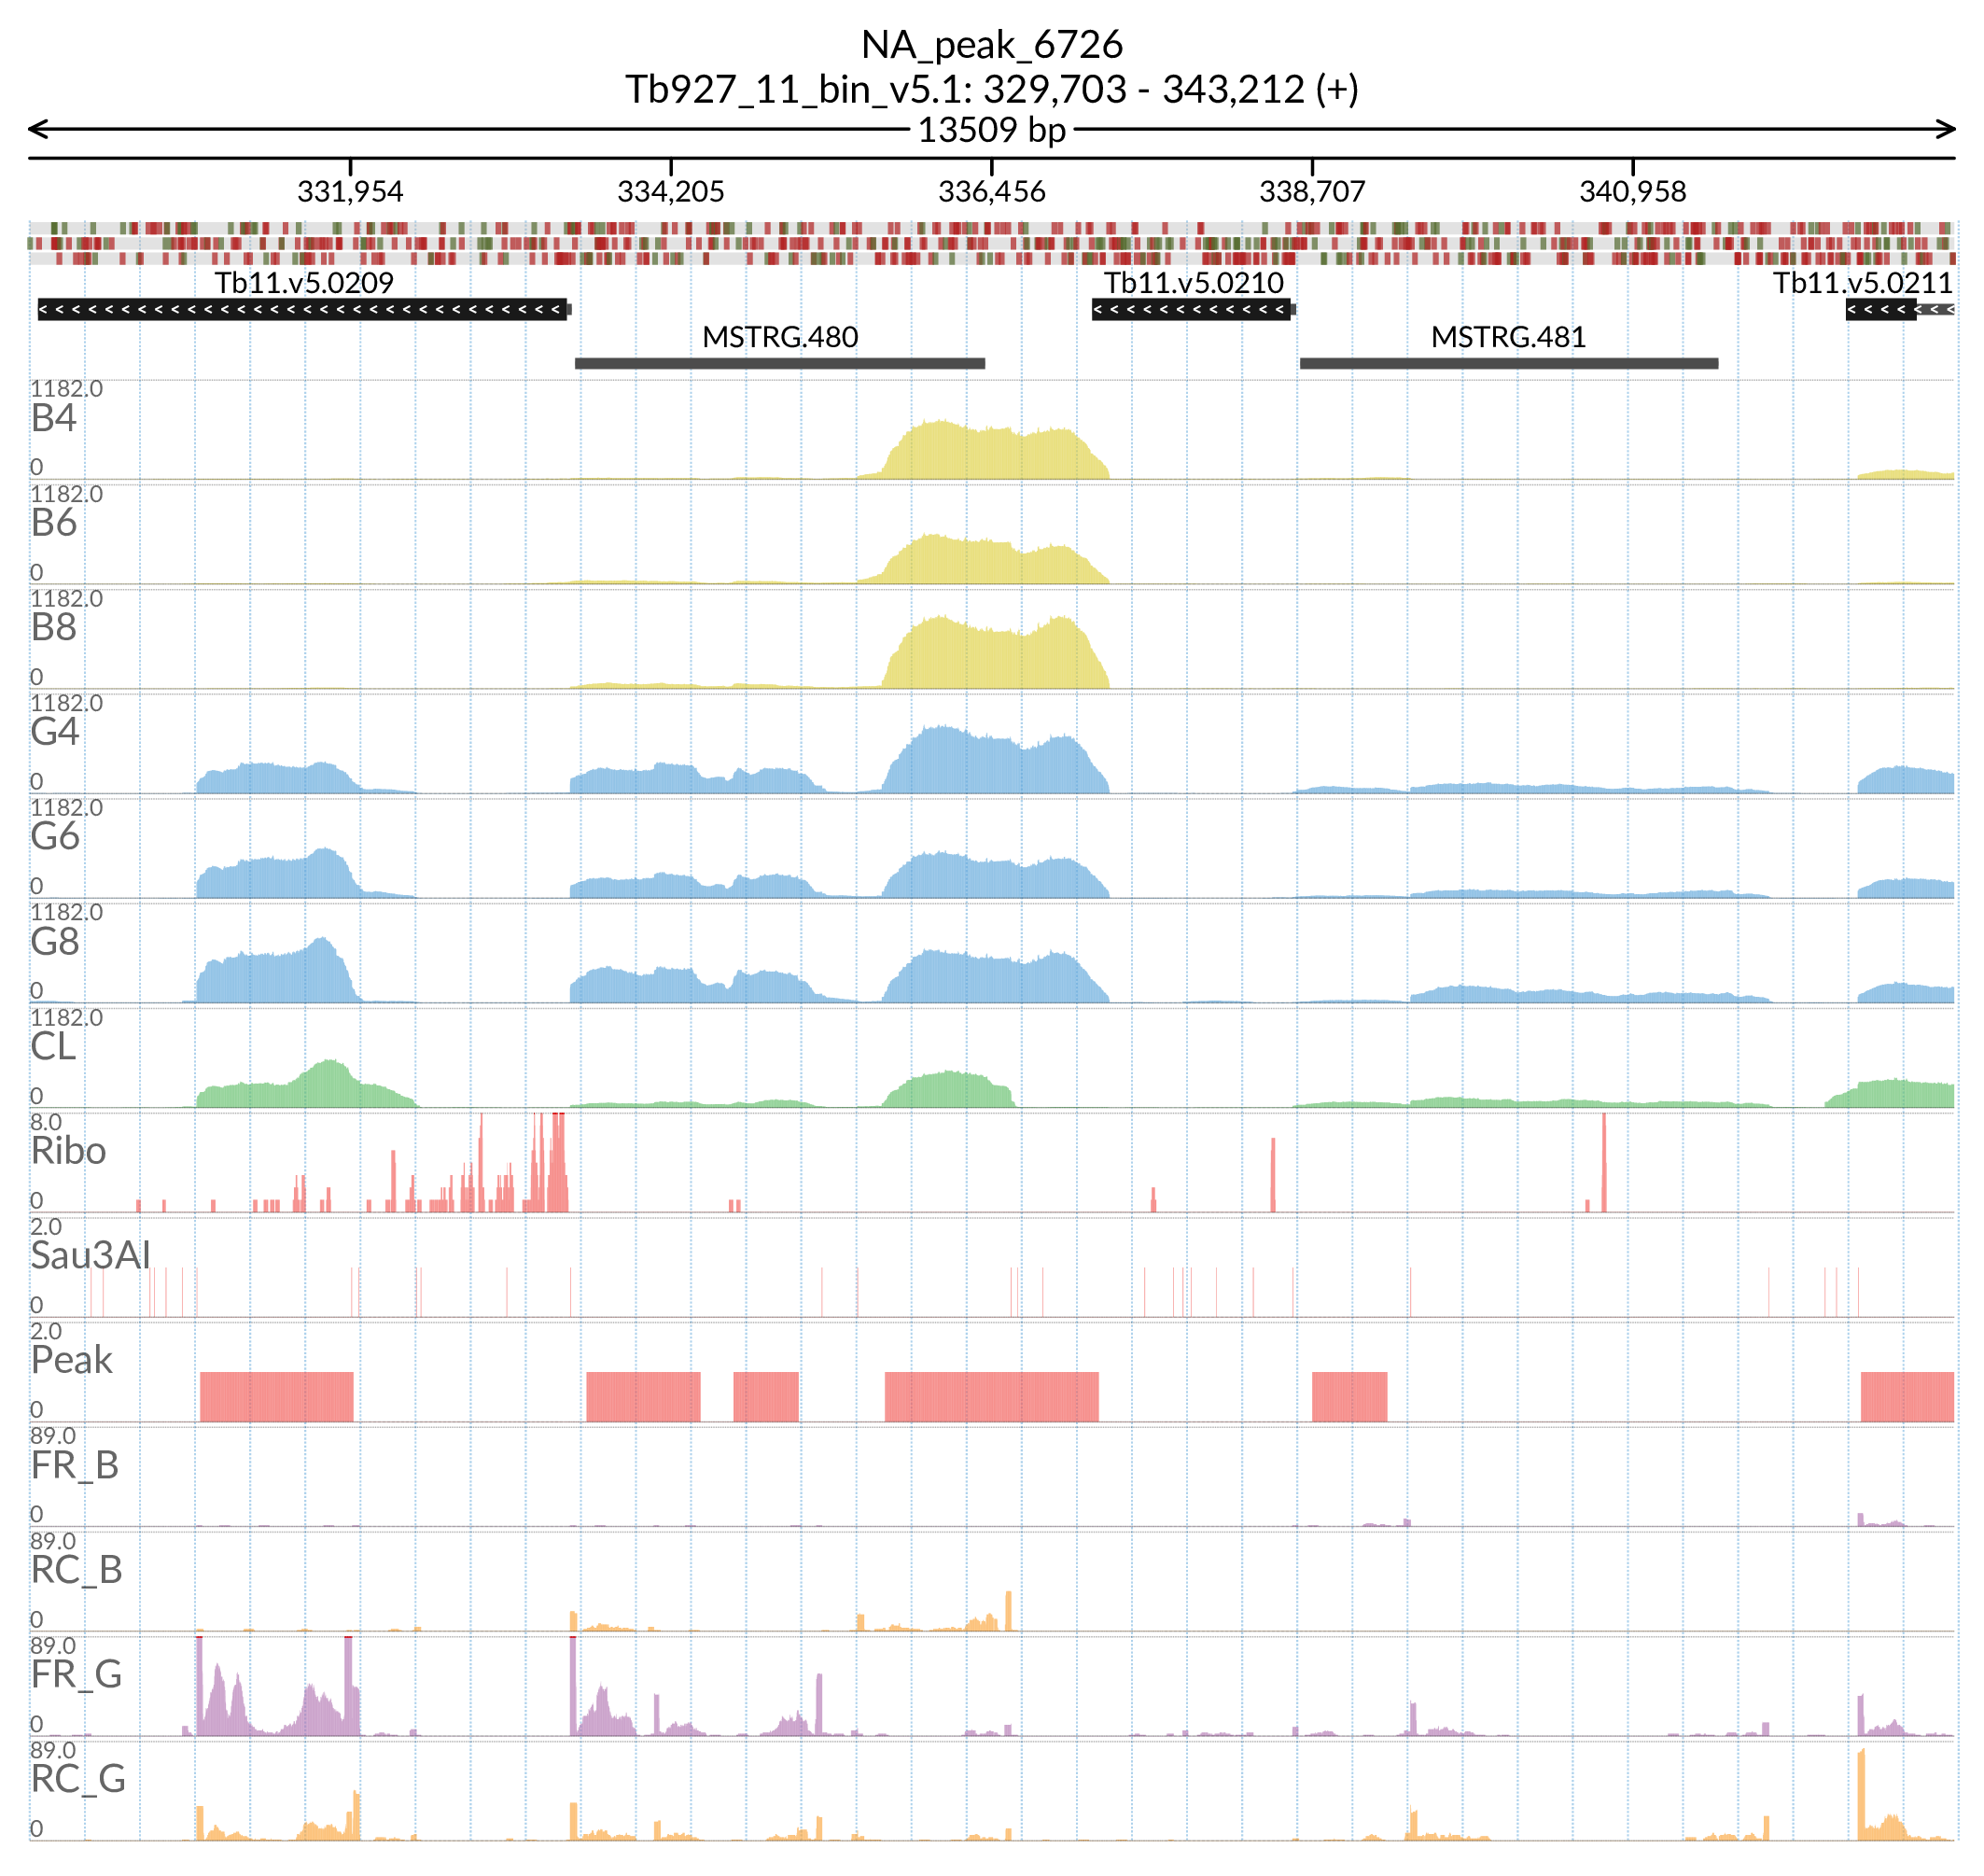 NA_peak_6726
Tb927_11_bin_v5.1: 329,703 - 343,212 (+)
13509 bp
331,954 334,205 336,456 338,707 340,958
Tb11.v5.0209 Tb11.v5.0210 Tb11.v5.0211
MSTRG.480 MSTRG.481
1182.0
B4
0
1182.0
B6
0
1182.0
B8
0
1182.0
G4
0
1182.0
G6
0
1182.0
G8
0
1182.0
CL
0
8.0
Ribo
0
2.0
Sau3AI
0
2.0
Peak
0
89.0
FR_B
0
89.0
RC_B
0
89.0
FR_G
0
89.0
RC_G
0